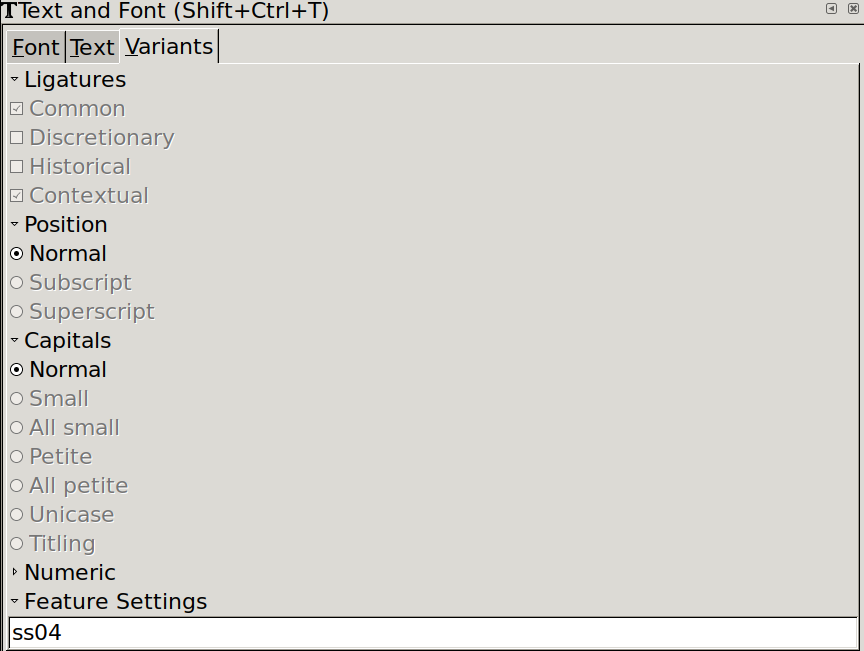 Text and Font (Shift+Ctrl+T)
Font Text Variants
Ligatures
Common
Discretionary
Historical
Contextual
Position
Normal
Subscript
Superscript
Capitals
Normal
Small
All small
Petite
All petite
Unicase
Titling
Numeric
Feature Settings
ss04